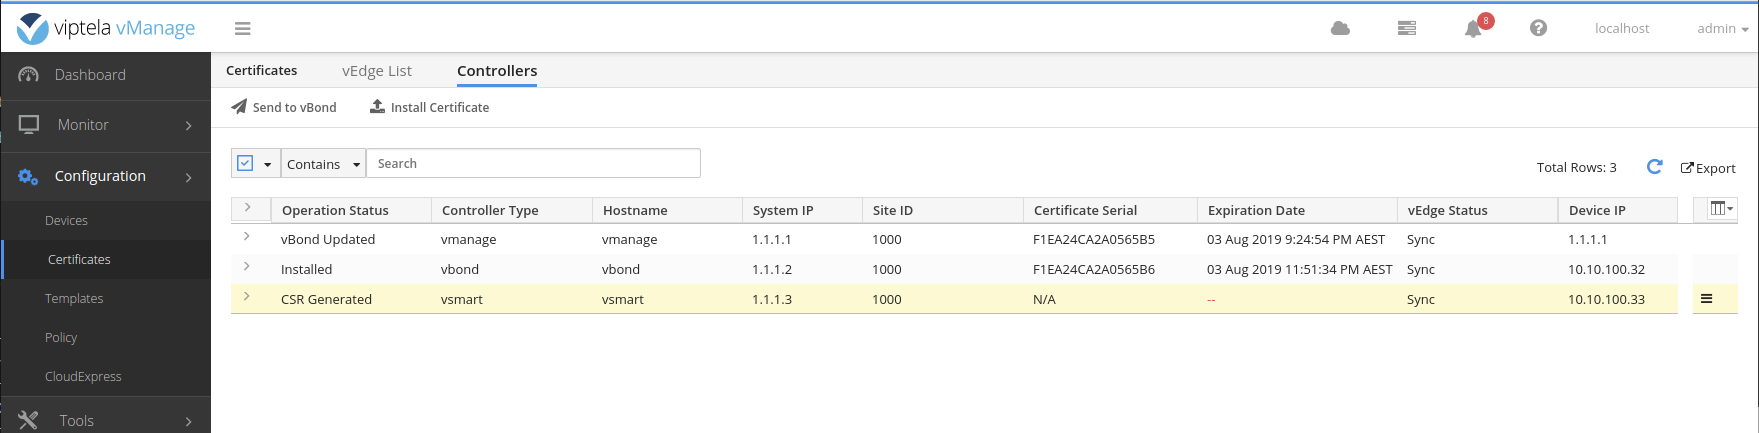 viptela vManage
8
localhost
admin
Dashboard
Monitor
Configuration
Devices
Certificates
Templates
Policy
CloudExpress
Tools
Certificates vEdge List Controllers
Send to vBond Install Certificate
Contains Search
Total Rows: 3 Export
Operation Status Controller Type Hostname System IP Site ID Certificate Serial Expiration Date vEdge Status Device IP
vBond Updated vmanage vmanage 1.1.1.1 1000 F1EA24CA2A0565B5 03 Aug 2019 9:24:54 PM AEST Sync 1.1.1.1
Installed vbond vbond 1.1.1.2 1000 F1EA24CA2A0565B6 03 Aug 2019 11:51:34 PM AEST Sync 10.10.100.32
CSR Generated vsmart vsmart 1.1.1.3 1000 N/A -- Sync 10.10.100.33